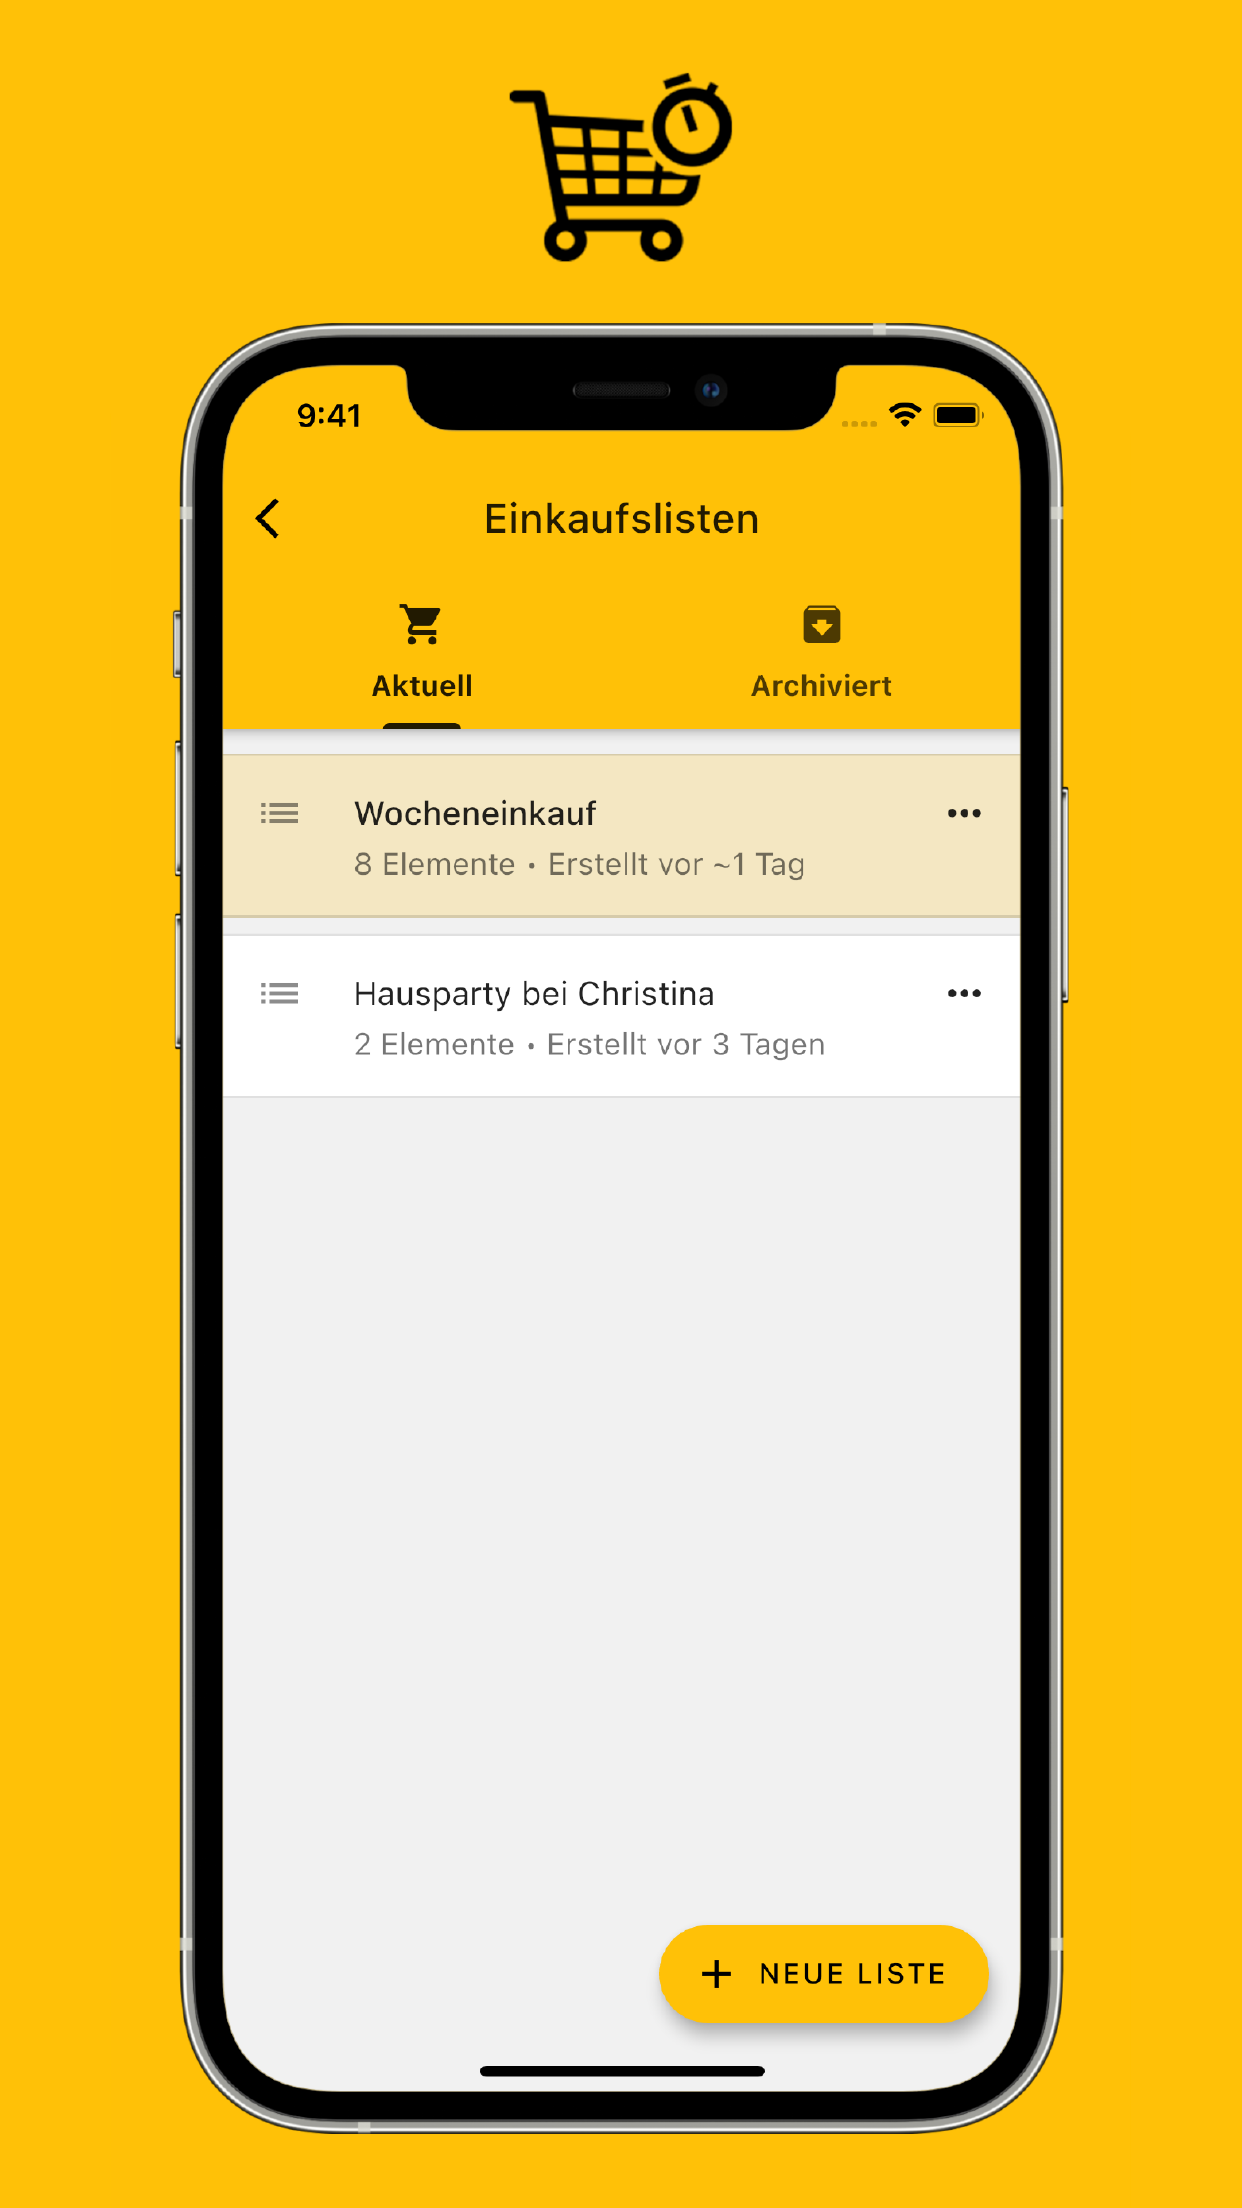 9:41
Einkaufslisten
Aktuell
Archiviert
Wocheneinkauf
8 Elemente • Erstellt vor ~1 Tag
Hausparty bei Christina
2 Elemente • Erstellt vor 3 Tagen
+ NEUE LISTE